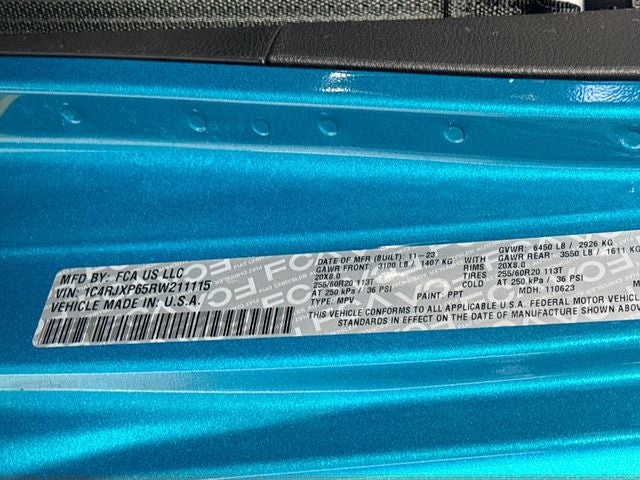 MFD BY: FCA US LLC
VIN: 1C4RJXP65RW211115
VEHICLE MADE IN U.S.A.
DATE OF MFR (BUILT): 11-23
GAWR FRONT: 3100 LB / 1407 KG
20X8.0
255/60R20 113T
AT 250 kPa / 36 PSI
TYPE: MPV PAINT: PPT
GVWR: 6450 LB / 2926 KG
GAWR REAR: 3550 LB / 1611 KG
RIMS 20X8.0
TIRES 255/60R20 113T
COLD AT 250 kPa / 36 PSI
MDH: 110623
THIS VEHICLE CONFORMS TO ALL APPLICABLE U.S.A. FEDERAL MOTOR VEHICLE
STANDARDS IN EFFECT ON THE DATE OF MANUFACTURE SHOWN ABOVE
FCA
FIAT CHRYSLER